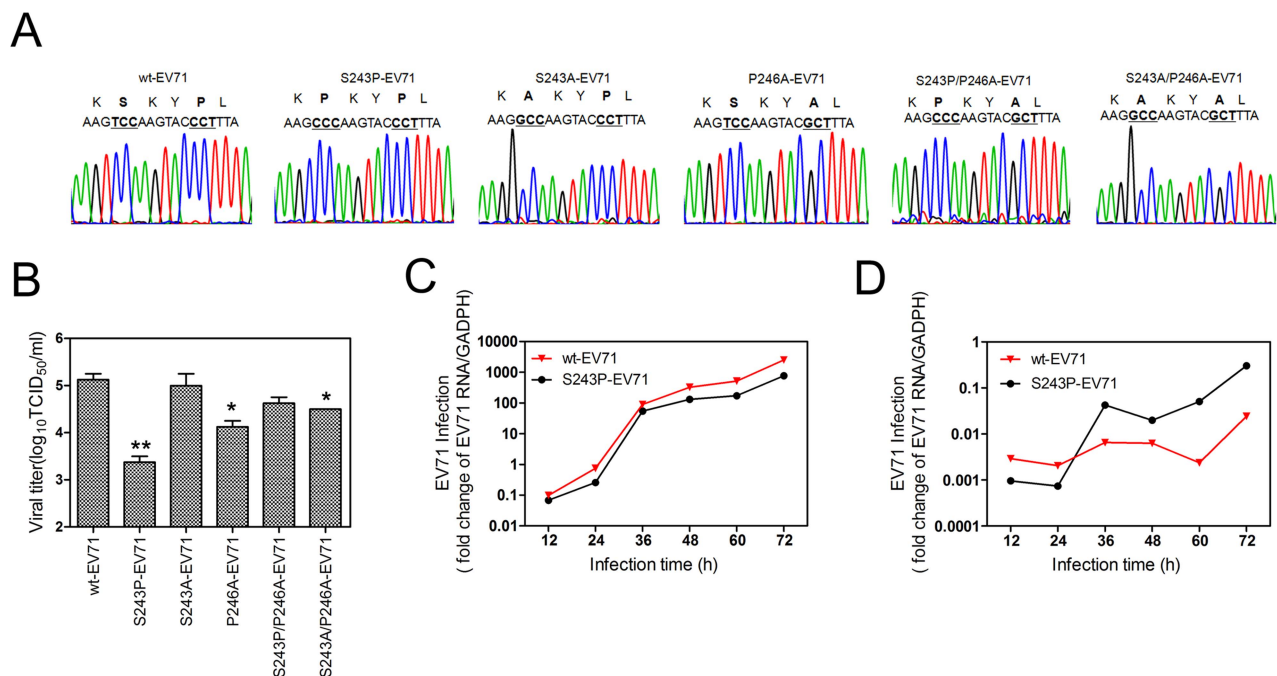 A
wt-EV71
K S K Y P L
AAGTCCAAGTACCCTTTA
S243P-EV71
K P K Y P L
AAGCCCAAGTACCCTTTA
S243A-EV71
K A K Y P L
AAGGCCAAGTACCCTTTA
P246A-EV71
K S K Y A L
AAGTCCAAGTACGCTTTA
S243P/P246A-EV71
K P K Y A L
AAGCCCAAGTACGCTTTA
S243A/P246A-EV71
K A K Y A L
AAGGCCAAGTACGCTTTA
B
Viral titer(log10TCID50/ml)
6
5
4
3
2
**
*
*
wt-EV71
S243P-EV71
S243A-EV71
P246A-EV71
S243P/P246A-EV71
S243A/P246A-EV71
C
EV71 Infection
( fold change of EV71 RNA/GADPH)
10000
1000
100
10
1
0.1
0.01
wt-EV71
S243P-EV71
12 24 36 48 60 72
Infection time (h)
D
EV71 Infection
( fold change of EV71 RNA/GADPH)
1
0.1
0.01
0.001
0.0001
wt-EV71
S243P-EV71
12 24 36 48 60 72
Infection time (h)